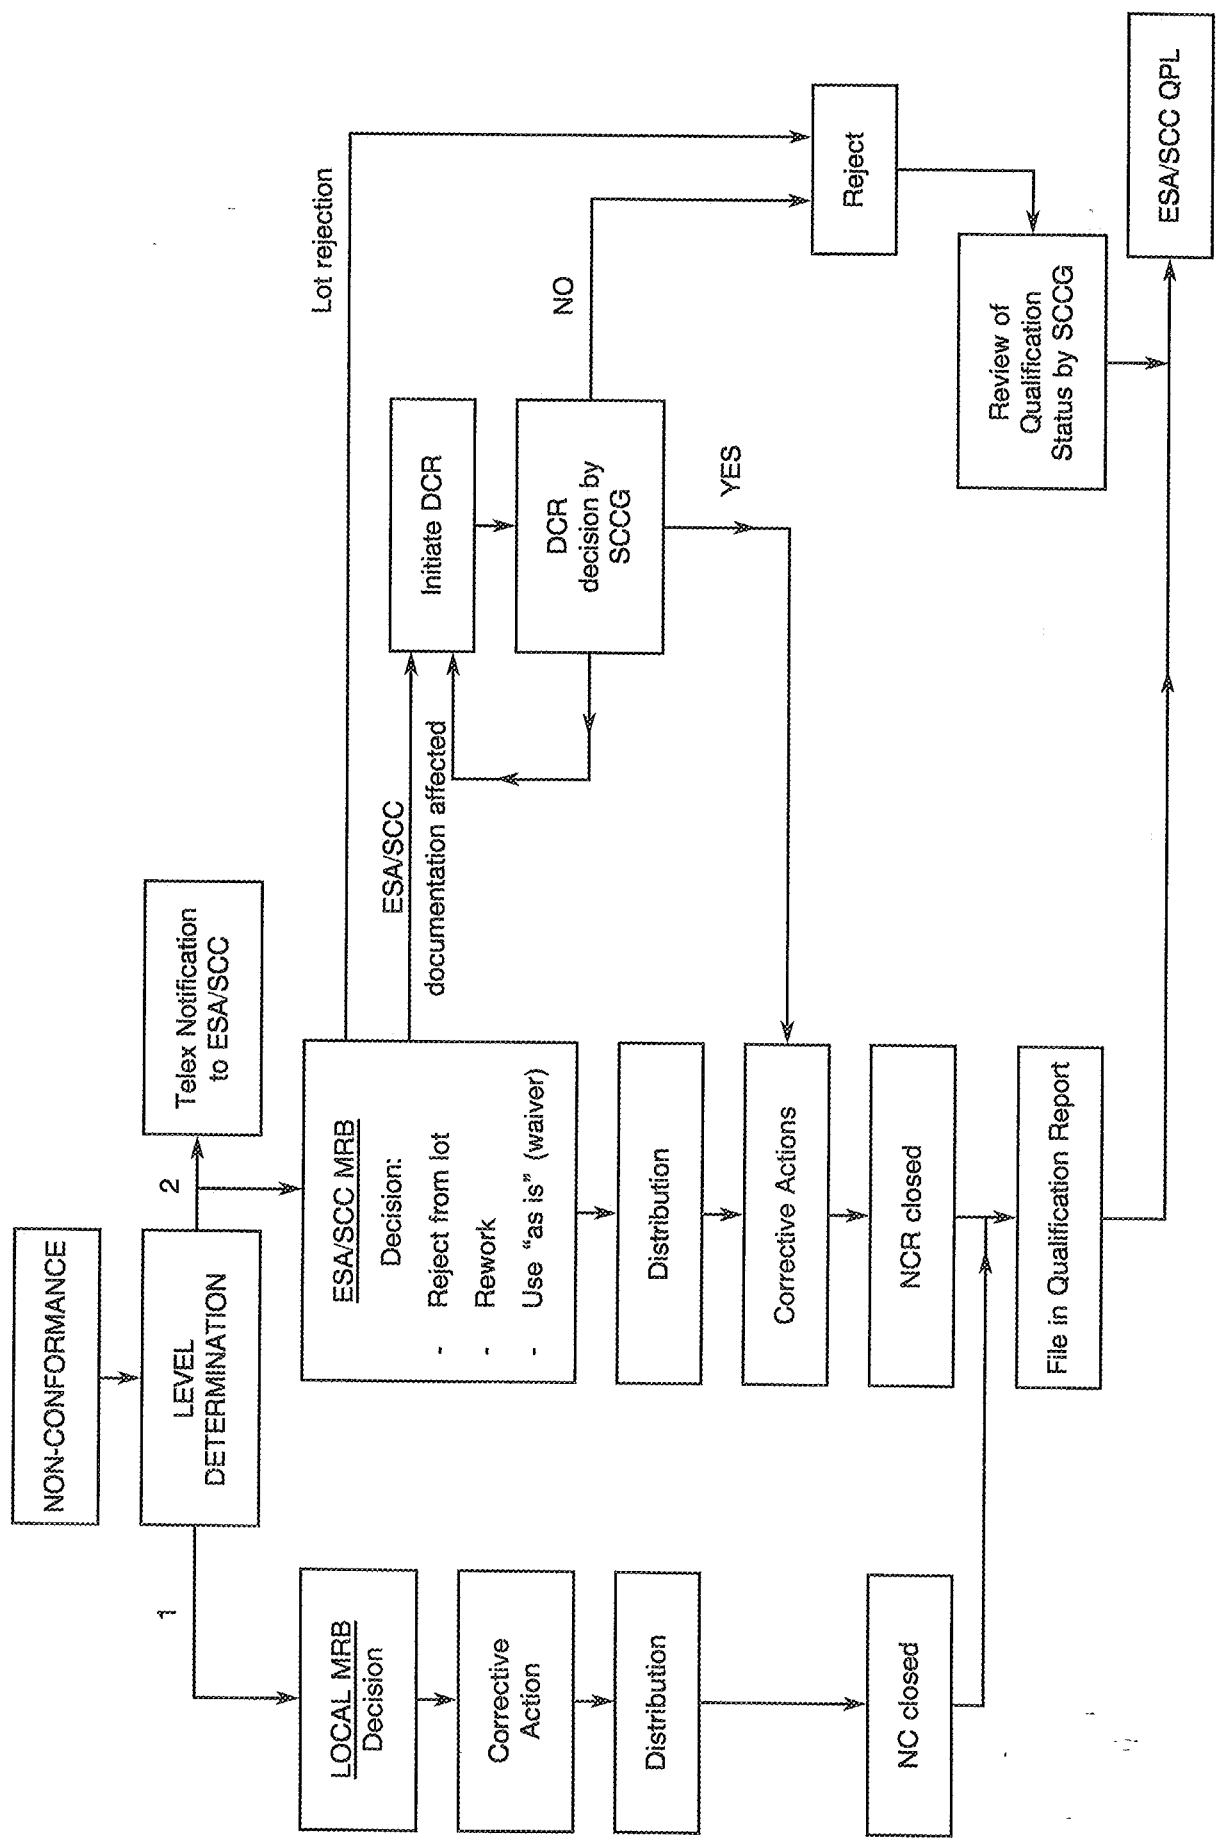 NON-CONFORMANCE
LEVEL
DETERMINATION
1
2
Telex Notification
to ESA/SCC
LOCAL MRB
Decision
Corrective
Action
Distribution
NC closed
ESA/SCC MRB
Decision:
- Reject from lot
- Rework
- Use “as is” (waiver)
Distribution
Corrective Actions
NCR closed
File in Qualification Report
Lot rejection
ESA/SCC
documentation affected
Initiate DCR
DCR
decision by
SCCG
NO
YES
Reject
Review of
Qualification
Status by SCCG
ESA/SCC QPL